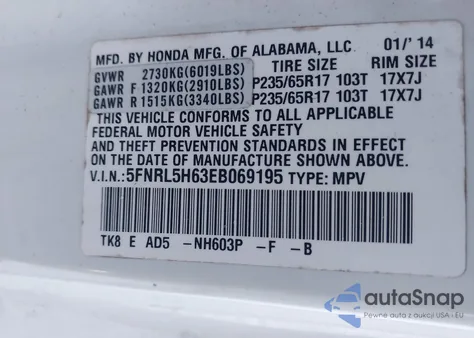 MFD. BY HONDA MFG. OF ALABAMA, LLC 01/' 14
GVWR 2730KG(6019LBS) TIRE SIZE RIM SIZE
GAWR F 1320KG(2910LBS) P235/65R17 103T 17X7J
GAWR R 1515KG(3340LBS) P235/65R17 103T 17X7J
THIS VEHICLE CONFORMS TO ALL APPLICABLE
FEDERAL MOTOR VEHICLE SAFETY
AND THEFT PREVENTION STANDARDS IN EFFECT
ON THE DATE OF MANUFACTURE SHOWN ABOVE.
V.I.N.: 5FNRL5H63EB069195 TYPE: MPV
TK8 E AD5 -NH603P -F -B
autoSnap
Pewne auta z aukcji USA i EU